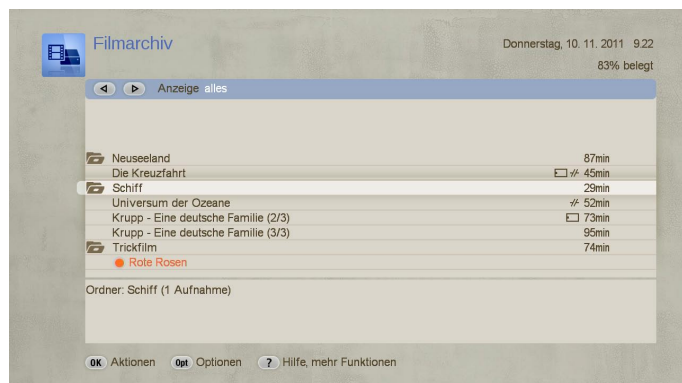 Filmarchiv
Donnerstag, 10. 11. 2011 9.22
83% belegt
Anzeige alles
Neuseeland 87min
Die Kreuzfahrt 45min
Schiff 29min
Universum der Ozeane 52min
Krupp - Eine deutsche Familie (2/3) 73min
Krupp - Eine deutsche Familie (3/3) 95min
Trickfilm 74min
Rote Rosen
Ordner: Schiff (1 Aufnahme)
OK Aktionen Opt Optionen ? Hilfe, mehr Funktionen